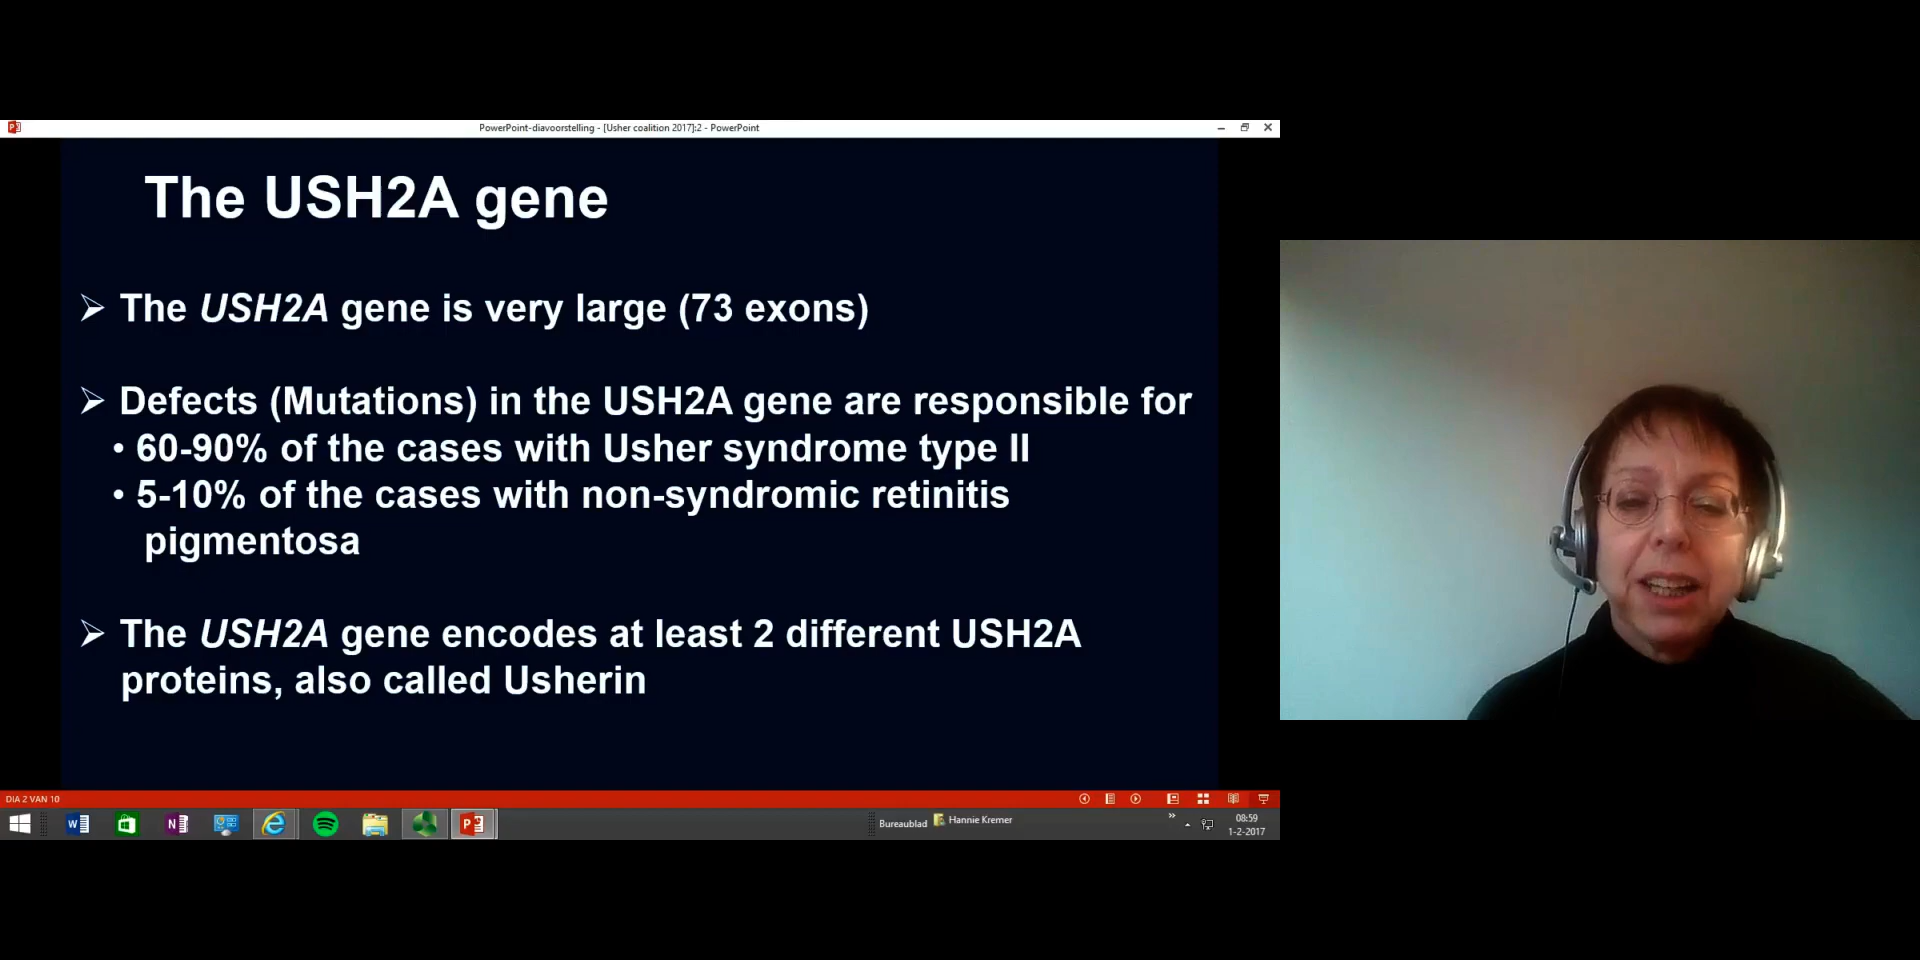 PowerPoint-diavoorstelling - [Usher coalition 2017]:2 - PowerPoint
The USH2A gene
➢ The USH2A gene is very large (73 exons)
➢ Defects (Mutations) in the USH2A gene are responsible for
• 60-90% of the cases with Usher syndrome type II
• 5-10% of the cases with non-syndromic retinitis
pigmentosa
➢ The USH2A gene encodes at least 2 different USH2A
proteins, also called Usherin
DIA 2 VAN 10
Bureaublad
Hannie Kremer
08:59
1-2-2017